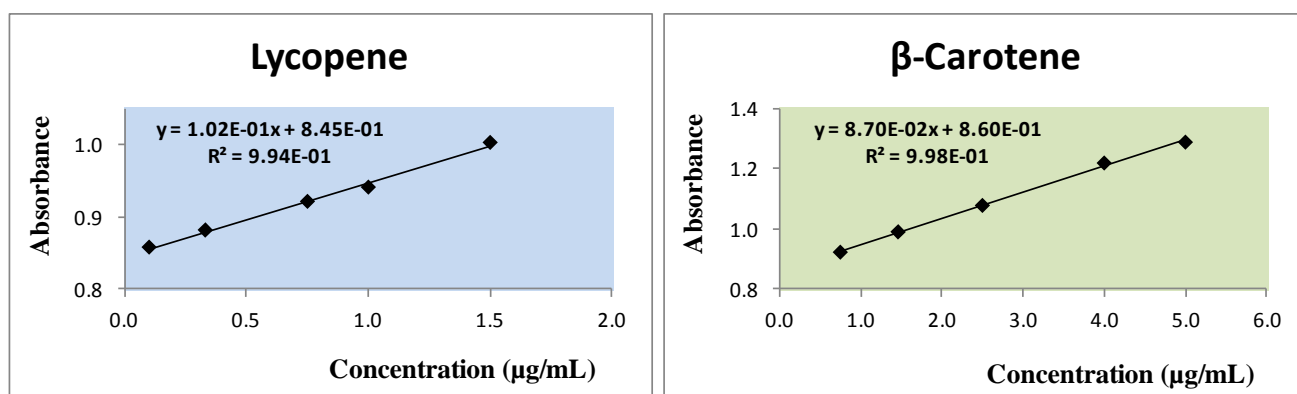 Lycopene
y = 1.02E-01x + 8.45E-01
R² = 9.94E-01
Absorbance
1.0
0.9
0.8
0.0 0.5 1.0 1.5 2.0
Concentration (µg/mL)
β-Carotene
y = 8.70E-02x + 8.60E-01
R² = 9.98E-01
Absorbance
1.4
1.2
1.0
0.8
0.0 1.0 2.0 3.0 4.0 5.0 6.0
Concentration (µg/mL)